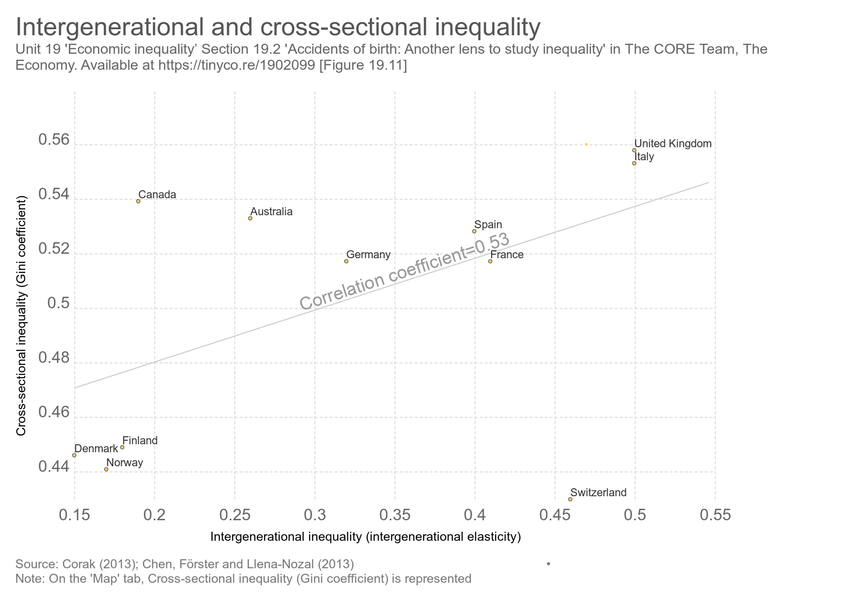 Intergenerational and cross-sectional inequality
Unit 19 'Economic inequality’ Section 19.2 'Accidents of birth: Another lens to study inequality' in The CORE Team, The
Economy. Available at https://tinyco.re/1902099 [Figure 19.11]
0.56
0.54
0.52
0.5
0.48
0.46
0.44
Cross-sectional inequality (Gini coefficient)
United Kingdom
Italy
Canada
Australia
Spain
Germany
France
Correlation coefficient=0.53
Finland
Denmark
Norway
Switzerland
0.15 0.2 0.25 0.3 0.35 0.4 0.45 0.5 0.55
Intergenerational inequality (intergenerational elasticity)
Source: Corak (2013); Chen, Förster and Llena-Nozal (2013)
Note: On the 'Map' tab, Cross-sectional inequality (Gini coefficient) is represented